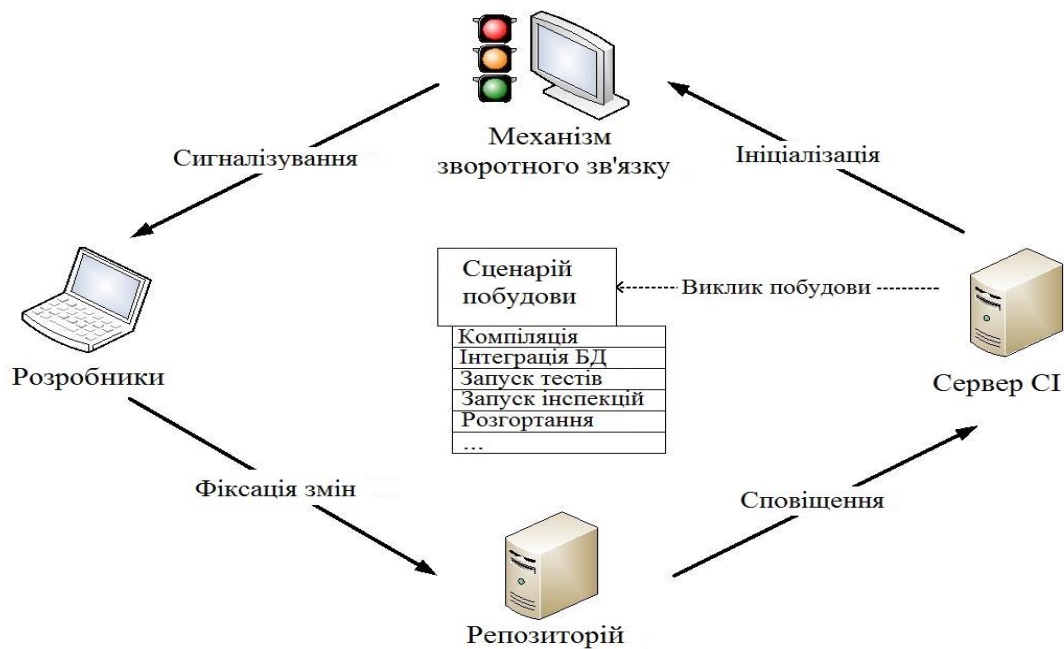 Механізм
зворотного зв'язку
Сигналізування
Ініціалізація
Сценарій
побудови
Виклик побудови
Компіляція
Інтеграція БД
Запуск тестів
Запуск інспекцій
Розгортання
...
Розробники
Сервер CI
Фіксація змін
Сповіщення
Репозиторій